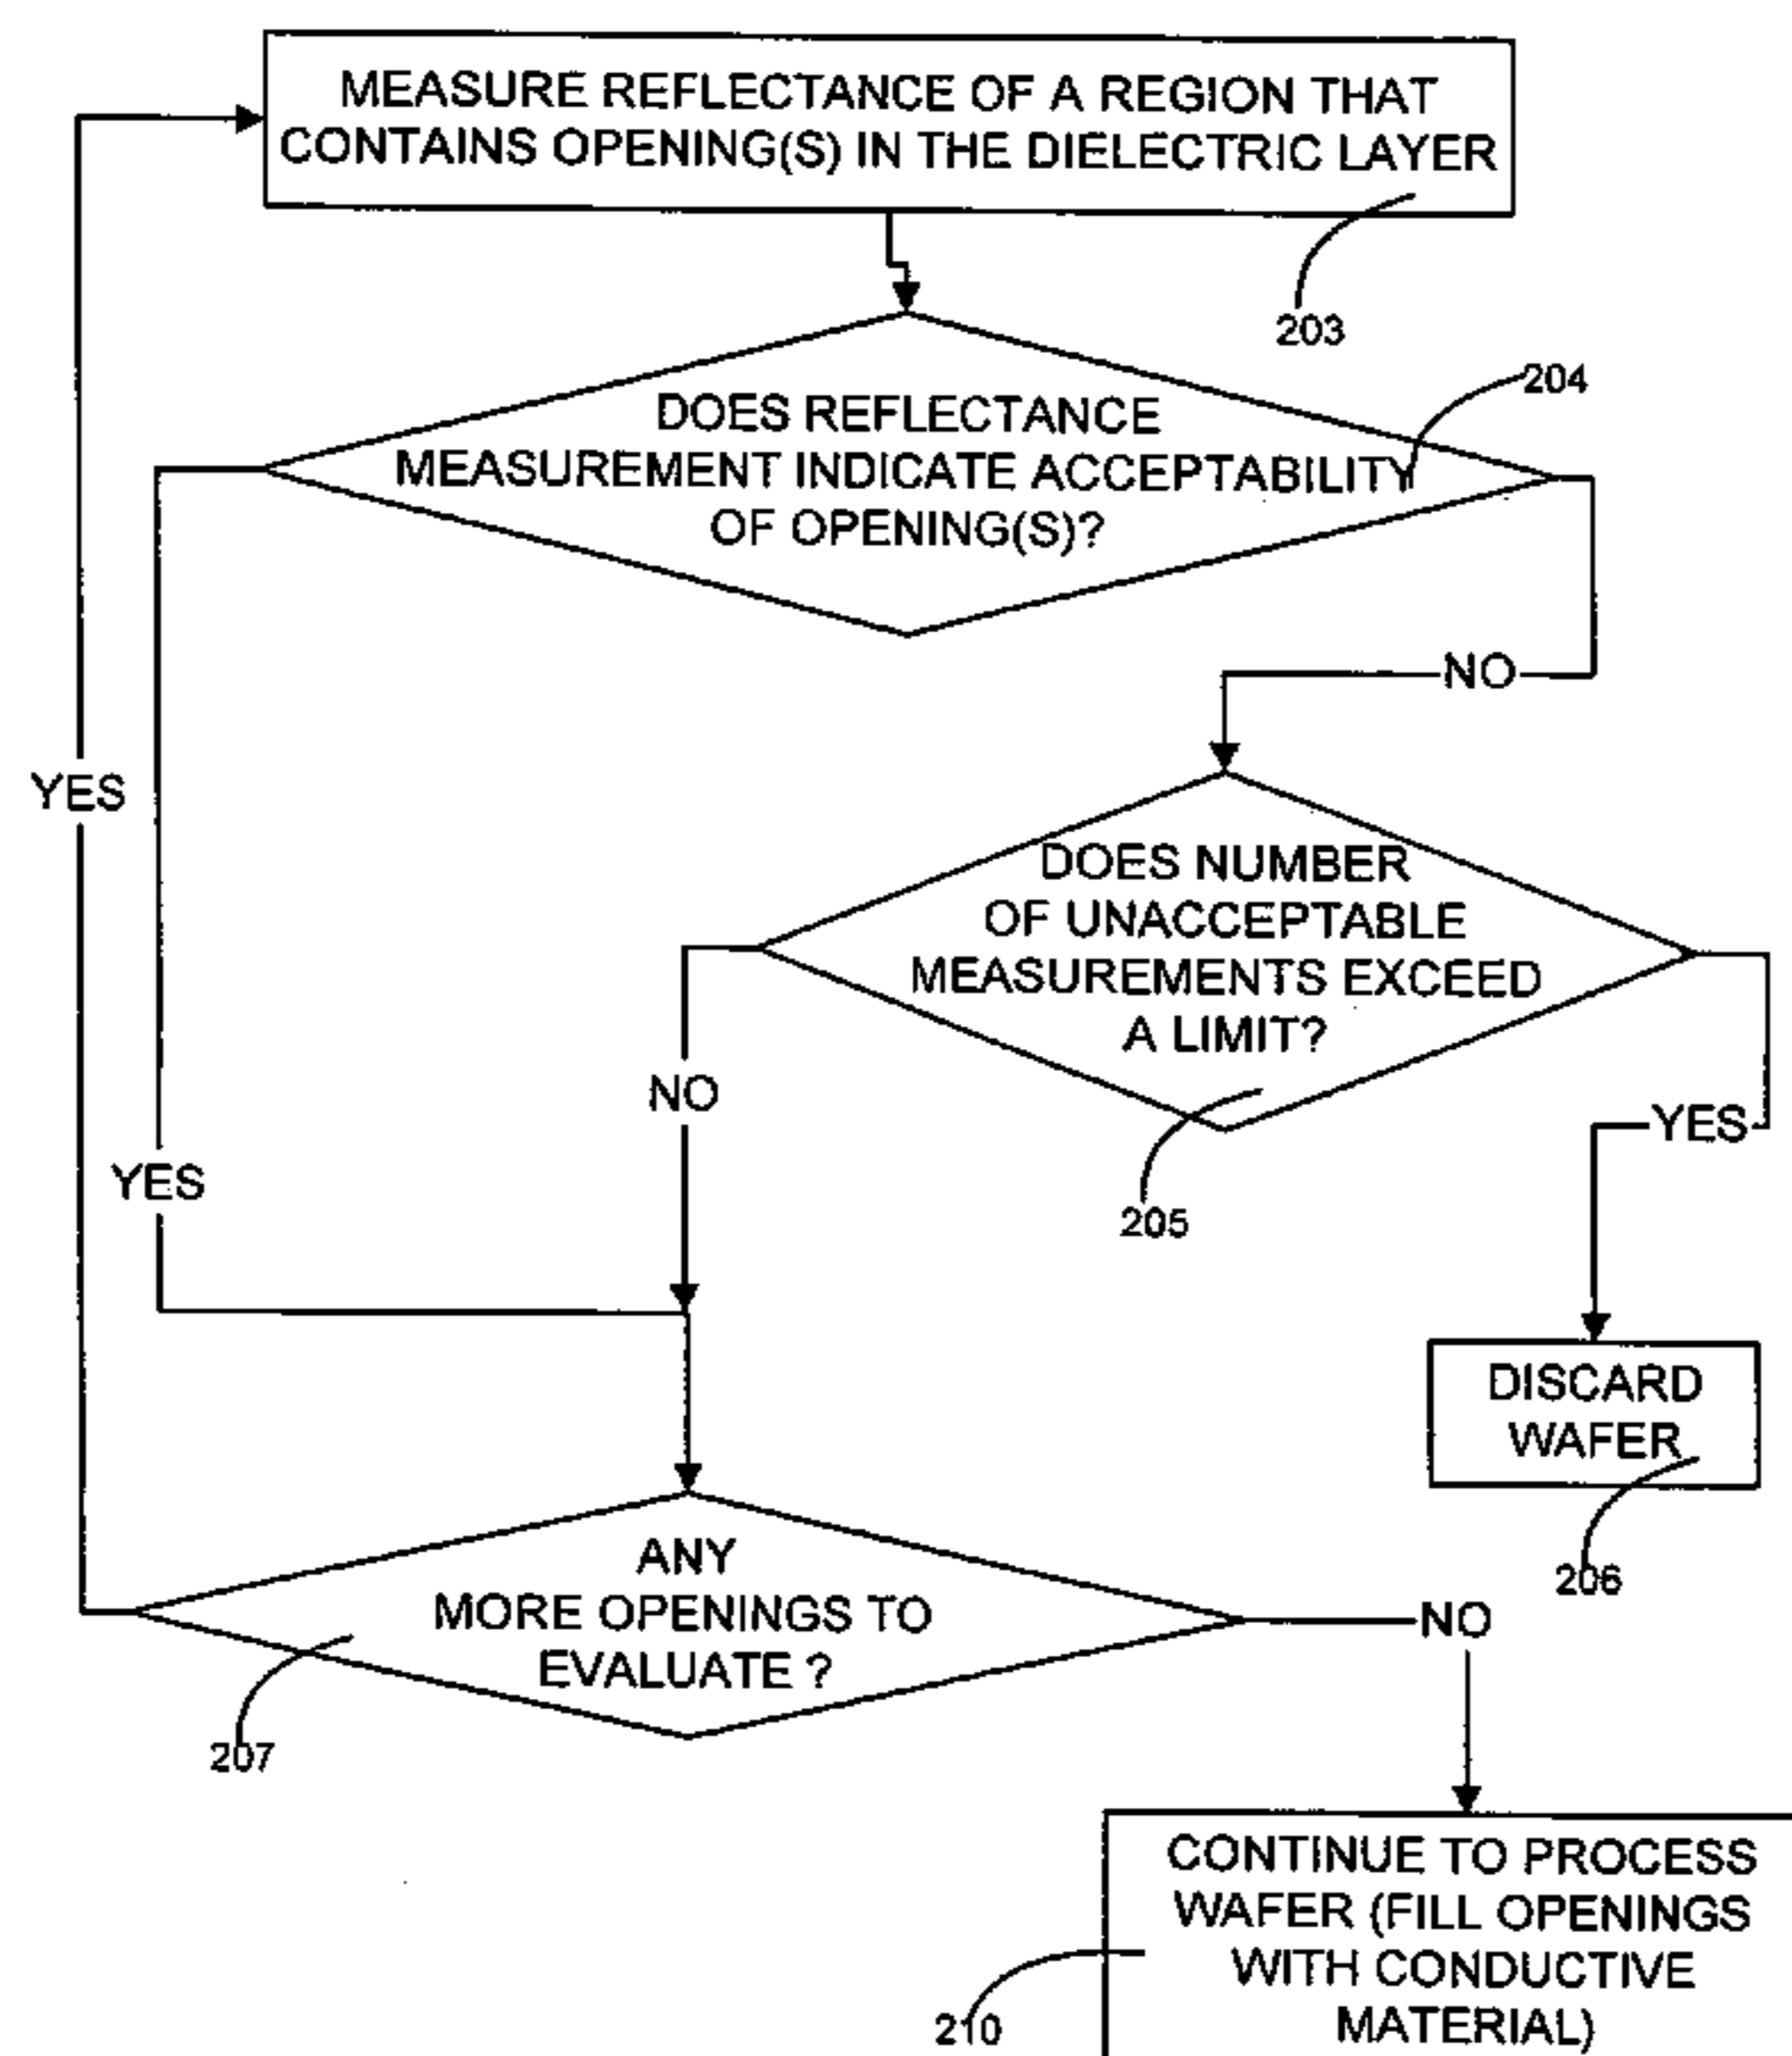 MEASURE REFLECTANCE OF A REGION THAT
CONTAINS OPENING(S) IN THE DIELECTRIC LAYER
203
204
DOES REFLECTANCE
MEASUREMENT INDICATE ACCEPTABILITY
OF OPENING(S)?
NO
YES
DOES NUMBER
OF UNACCEPTABLE
MEASUREMENTS EXCEED
A LIMIT?
NO
YES
YES
205
DISCARD
WAFER
206
ANY
MORE OPENINGS TO
EVALUATE ?
NO
207
CONTINUE TO PROCESS
WAFER (FILL OPENINGS
WITH CONDUCTIVE
MATERIAL)
210